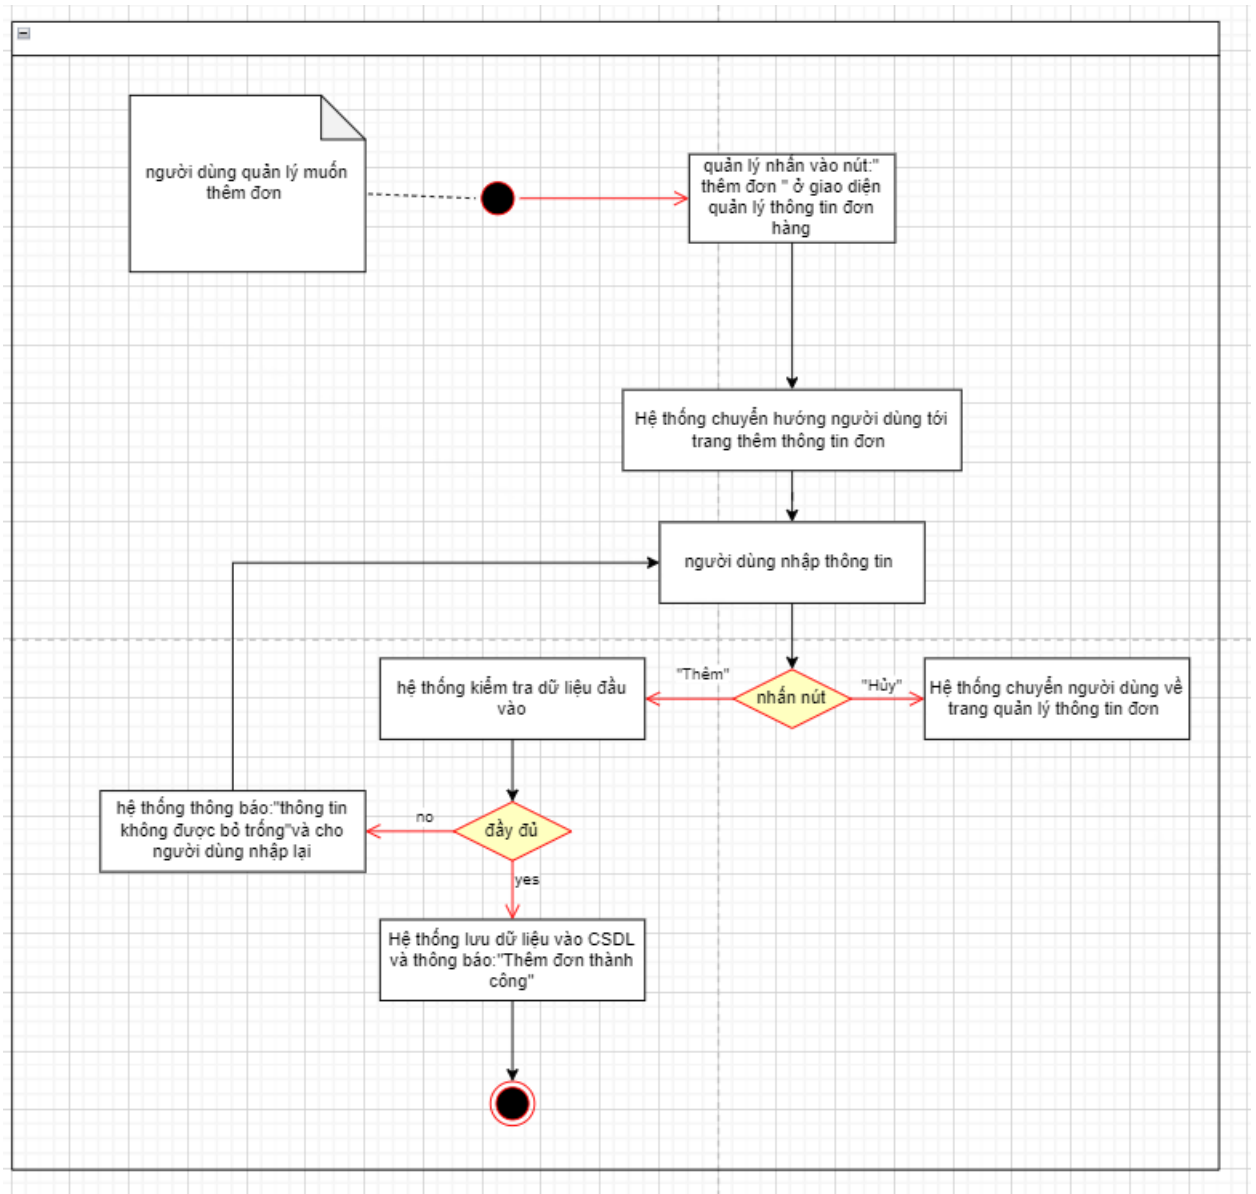 người dùng quản lý muốn
thêm đơn
quản lý nhấn vào nút:"
thêm đơn " ở giao diện
quản lý thông tin đơn
hàng
Hệ thống chuyển hướng người dùng tới
trang thêm thông tin đơn
người dùng nhập thông tin
"Thêm"
nhấn nút
"Hủy"
hệ thống kiểm tra dữ liệu đầu
vào
Hệ thống chuyển người dùng về
trang quản lý thông tin đơn
hệ thống thông báo:"thông tin
không được bỏ trống"và cho
người dùng nhập lại
no
đầy đủ
yes
Hệ thống lưu dữ liệu vào CSDL
và thông báo:"Thêm đơn thành
công"